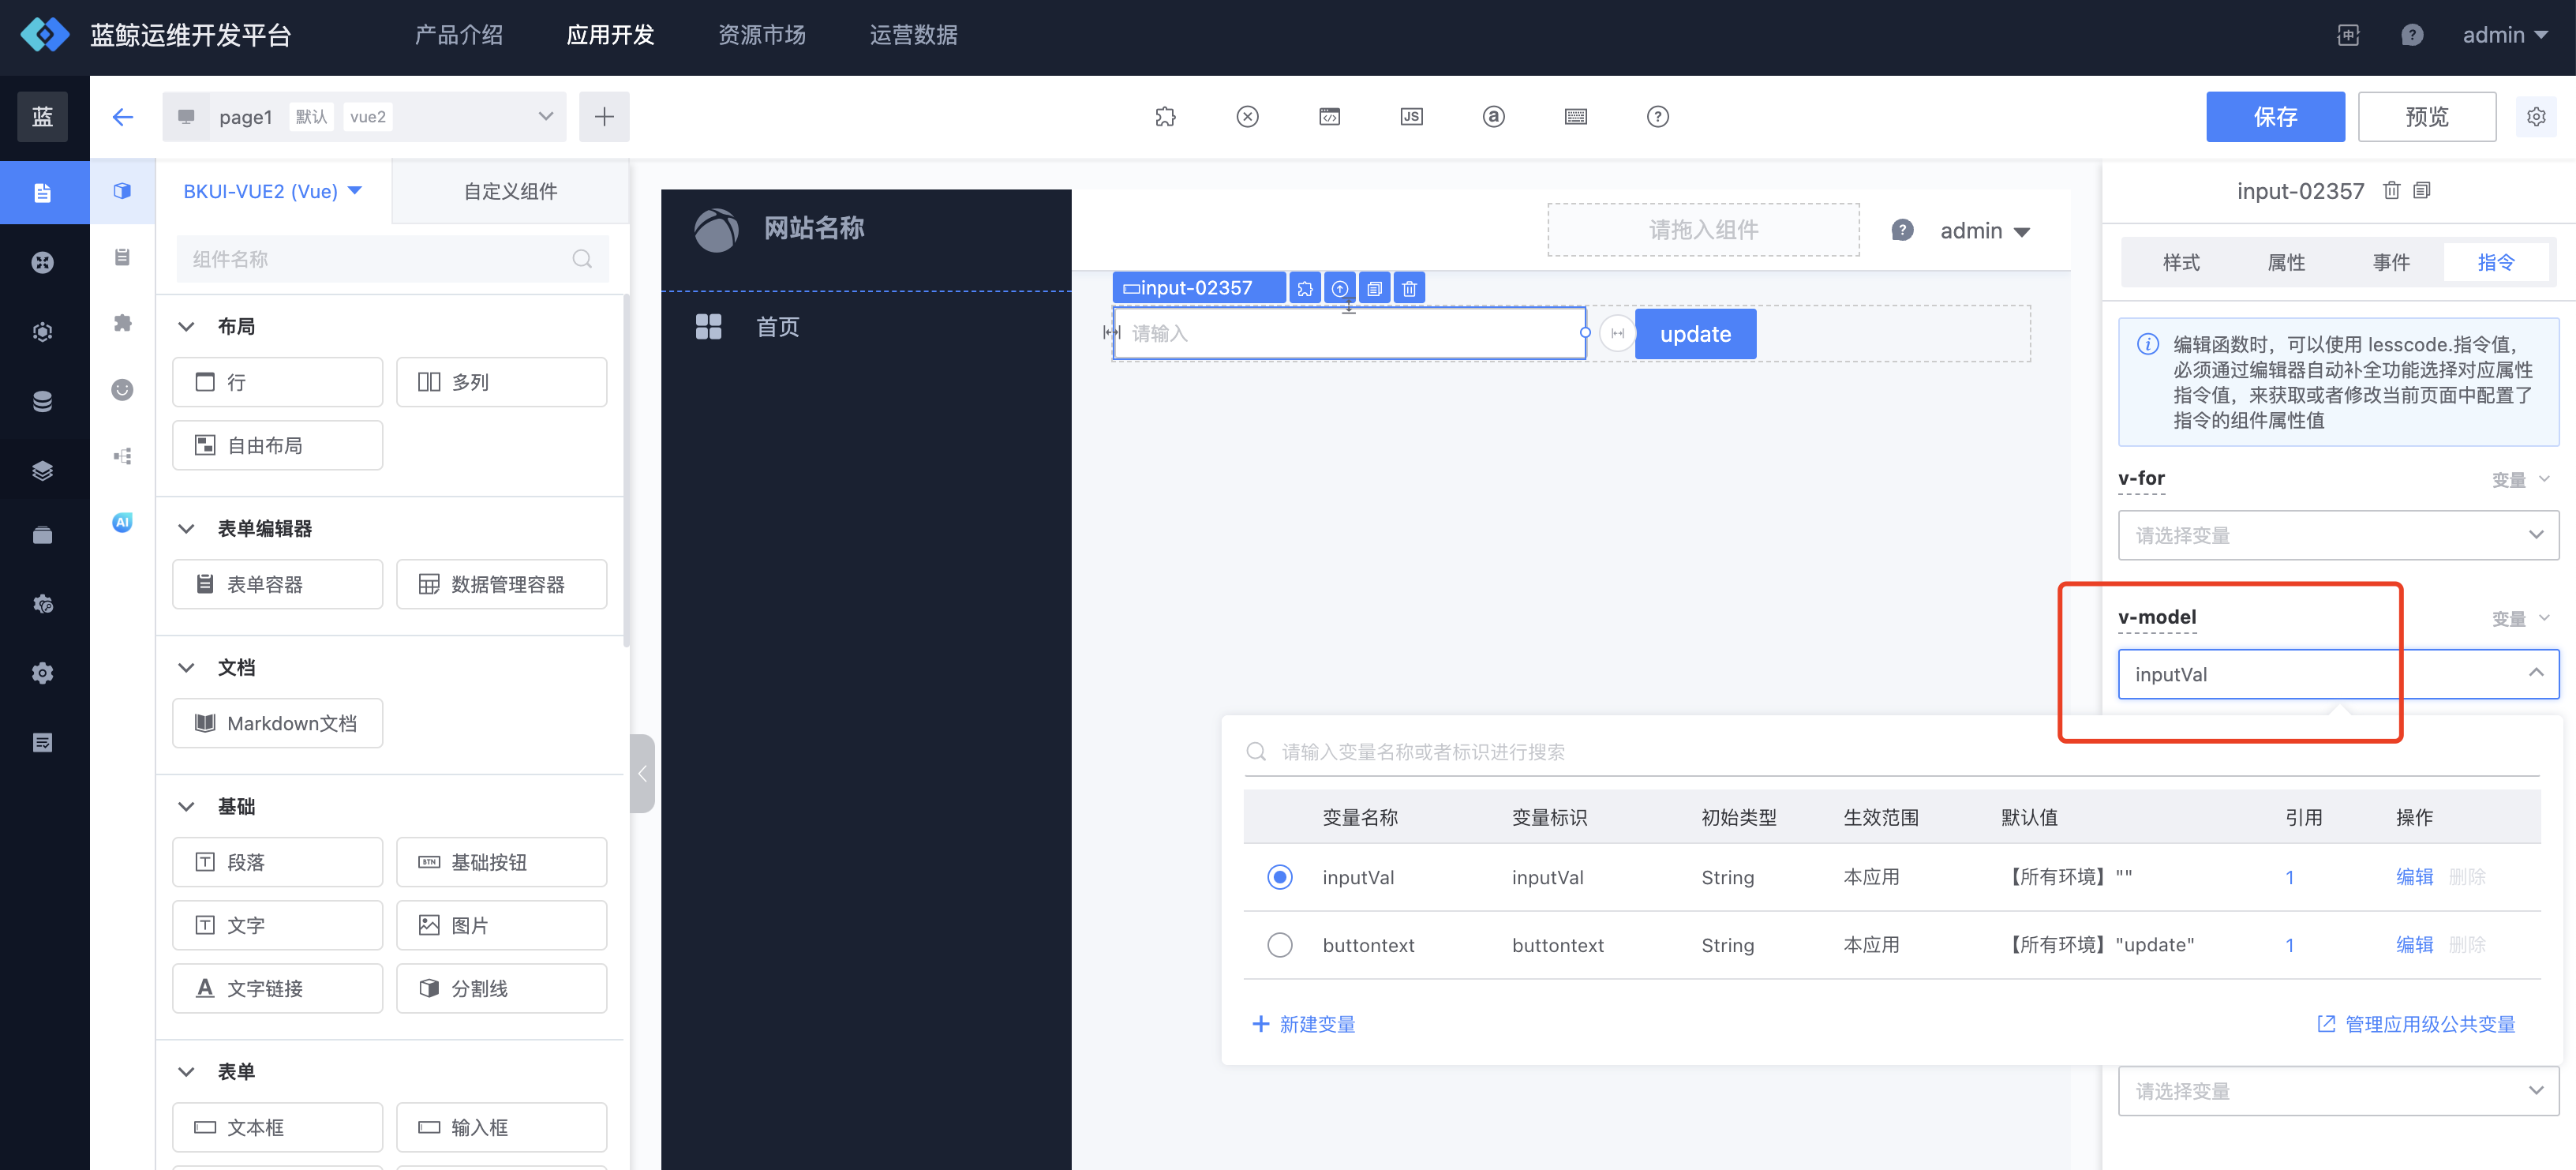 蓝鲸运维开发平台
产品介绍
应用开发
资源市场
运营数据
中
?
admin
蓝
page1
默认
vue2
JS
a
?
保存
预览
BKUI-VUE2 (Vue)
自定义组件
组件名称
布局
行
多列
自由布局
表单编辑器
表单容器
数据管理容器
文档
Markdown文档
基础
T 段落
BTN 基础按钮
T 文字
图片
A 文字链接
分割线
表单
文本框
输入框
AI
网站名称
首页
请拖入组件
?
admin
input-02357
请输入
update
input-02357
样式
属性
事件
指令
编辑函数时，可以使用 lesscode.指令值，
必须通过编辑器自动补全功能选择对应属性
指令值，来获取或者修改当前页面中配置了
指令的组件属性值
v-for
变量
请选择变量
v-model
变量
inputVal
请输入变量名称或者标识进行搜索
变量名称 变量标识 初始类型 生效范围 默认值 引用 操作
inputVal inputVal String 本应用 【所有环境】"" 1 编辑 删除
buttontext buttontext String 本应用 【所有环境】"update" 1 编辑 删除
新建变量
管理应用级公共变量
请选择变量